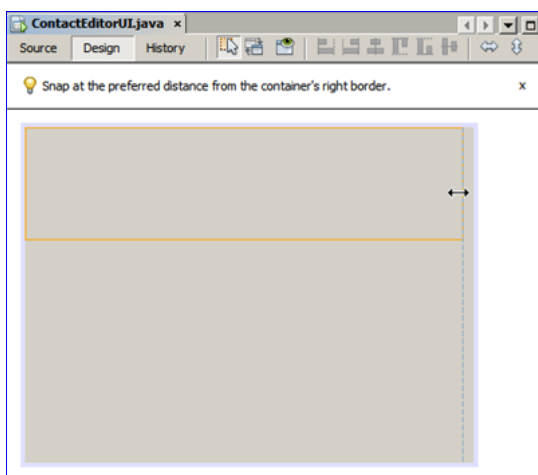 ContactEditorUI.java x
Source Design History
Snap at the preferred distance from the container's right border. x